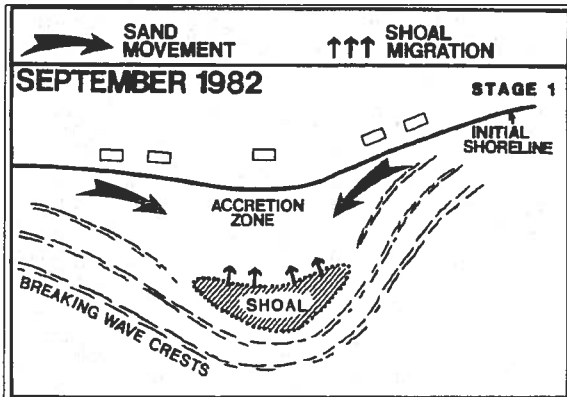 SAND
MOVEMENT
SHOAL
MIGRATION
SEPTEMBER 1982
STAGE 1
INITIAL
SHORELINE
ACCRETION
ZONE
SHOAL
BREAKING WAVE CRESTS